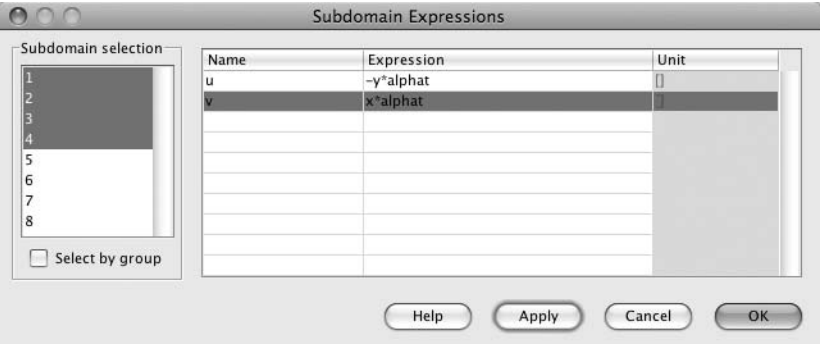 Subdomain Expressions
Subdomain selection
1
2
3
4
5
6
7
8
Select by group
Name Expression Unit
u -y*alphat []
v x*alphat []
Help Apply Cancel OK